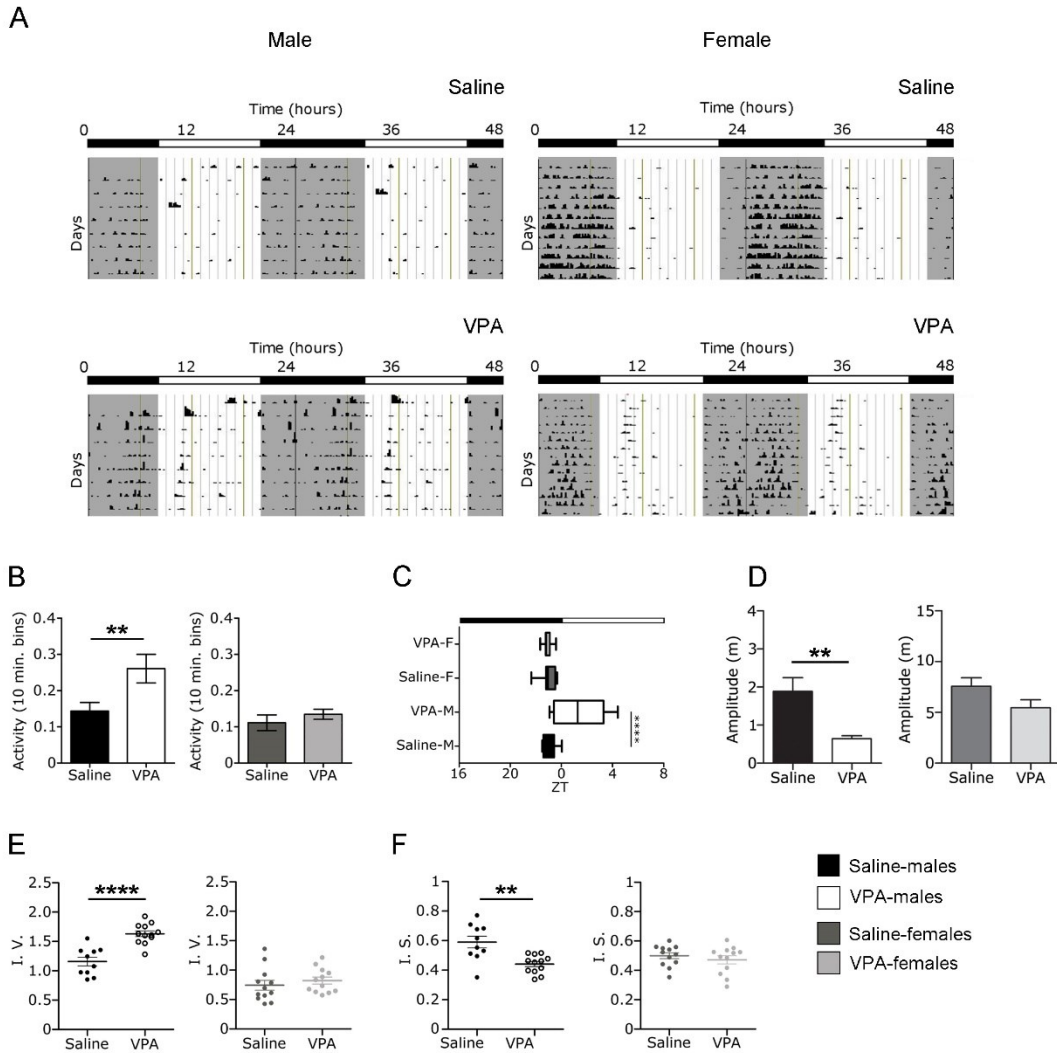 A
Male
Female
Saline
Saline
Time (hours)
Time (hours)
0 12 24 36 48
0 12 24 36 48
Days
Days
VPA
VPA
Time (hours)
Time (hours)
0 12 24 36 48
0 12 24 36 48
Days
Days
B
Activity (10 min. bins)
0.4
0.3
0.2
0.1
0
**
Saline VPA
Activity (10 min. bins)
0.4
0.3
0.2
0.1
0
Saline VPA
C
VPA-F
Saline-F
VPA-M
Saline-M
****
16 20 0 4 8
ZT
D
Amplitude (m)
4
3
2
1
0
**
Saline VPA
Amplitude (m)
15
10
5
0
Saline VPA
E
I. V.
2.5
2.0
1.5
1.0
0.5
0
****
Saline VPA
I. V.
2.5
2.0
1.5
1.0
0.5
0
Saline VPA
F
I. S.
1
0.8
0.6
0.4
0.2
0
**
Saline VPA
I. S.
1
0.8
0.6
0.4
0.2
0
Saline VPA
Saline-males
VPA-males
Saline-females
VPA-females